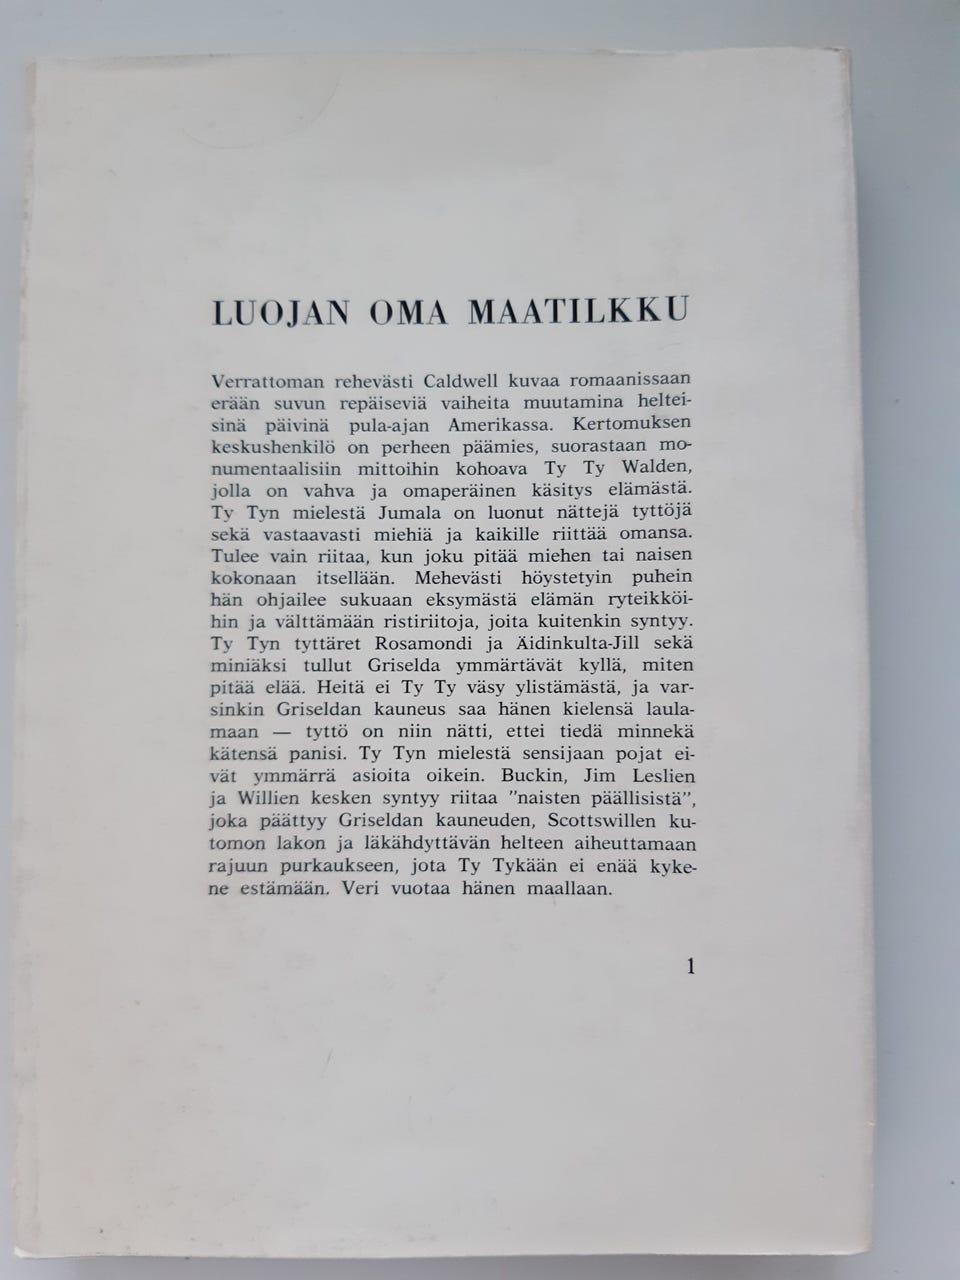 LUOJAN OMA MAATILKKU
Verrattoman rehevästi Caldwell kuvaa romaanissaan
erään suvun repäiseviä vaiheita muutamina heltei-
sinä päivinä pula-ajan Amerikassa. Kertomuksen
keskushenkilö on perheen päämies, suorastaan mo-
numentaalisiin mittoihin kohoava Ty Ty Walden,
jolla on vahva ja omaperäinen käsitys elämästä.
Ty Tyn mielestä Jumala on luonut nättejä tyttöjä
sekä vastaavasti miehiä ja kaikille riittää omansa.
Tulee vain riitaa, kun joku pitää miehen tai naisen
kokonaan itsellään. Mehevästi höystetyin puhein
hän ohjailee sukuaan eksymästä elämän ryteikköi-
hin ja välttämään ristiriitoja, joita kuitenkin syntyy.
Ty Tyn tyttäret Rosamondi ja Äidinkulta-Jill sekä
miniäksi tullut Griselda ymmärtävät kyllä, miten
pitää elää. Heitä ei Ty Ty väsy ylistämästä, ja var-
sinkin Griseldan kauneus saa hänen kielensä laula-
maan — tyttö on niin nätti, ettei tiedä minnekä
kätensä panisi. Ty Tyn mielestä sensijaan pojat ei-
vät ymmärrä asioita oikein. Buckin, Jim Leslien
ja Willien kesken syntyy riitaa ”naisten päällisistä”,
joka päättyy Griseldan kauneuden, Scottswillen ku-
tomon lakon ja läkähdyttävän helteen aiheuttamaan
rajuun purkaukseen, jota Ty Tykään ei enää kyke-
ne estämään. Veri vuotaa hänen maallaan.
1